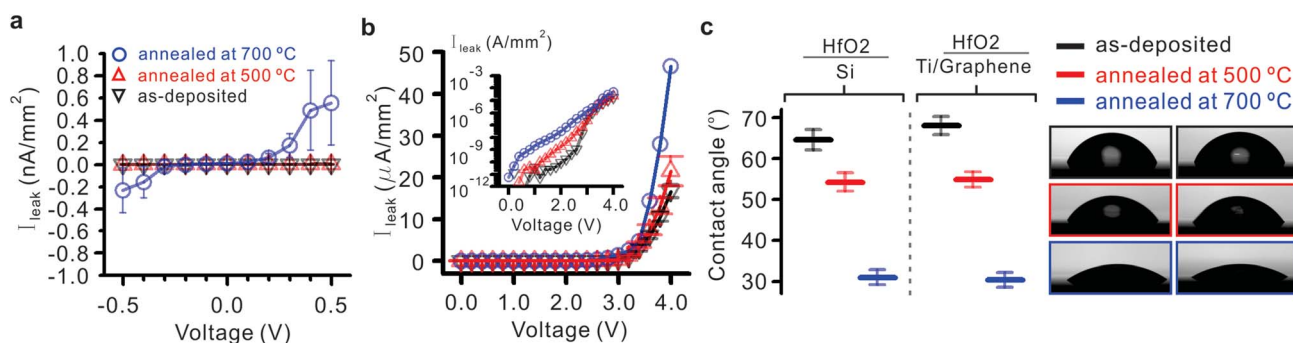 a
I leak (nA/mm²)
1.0
0.8
0.6
0.4
0.2
0.0
-0.2
-0.4
-0.6
-0.8
-1.0
annealed at 700 ºC
annealed at 500 ºC
as-deposited
-0.5
0.0
0.5
Voltage (V)
b
I leak (μA/mm²)
50
40
30
20
10
0
I leak (A/mm²)
10⁻³
10⁻⁶
10⁻⁹
10⁻¹²
0.0
2.0
4.0
Voltage (V)
0.0 1.0 2.0 3.0 4.0
Voltage (V)
c
Contact angle (º)
70
60
50
40
30
HfO2
Si
HfO2
Ti/Graphene
as-deposited
annealed at 500 ºC
annealed at 700 ºC